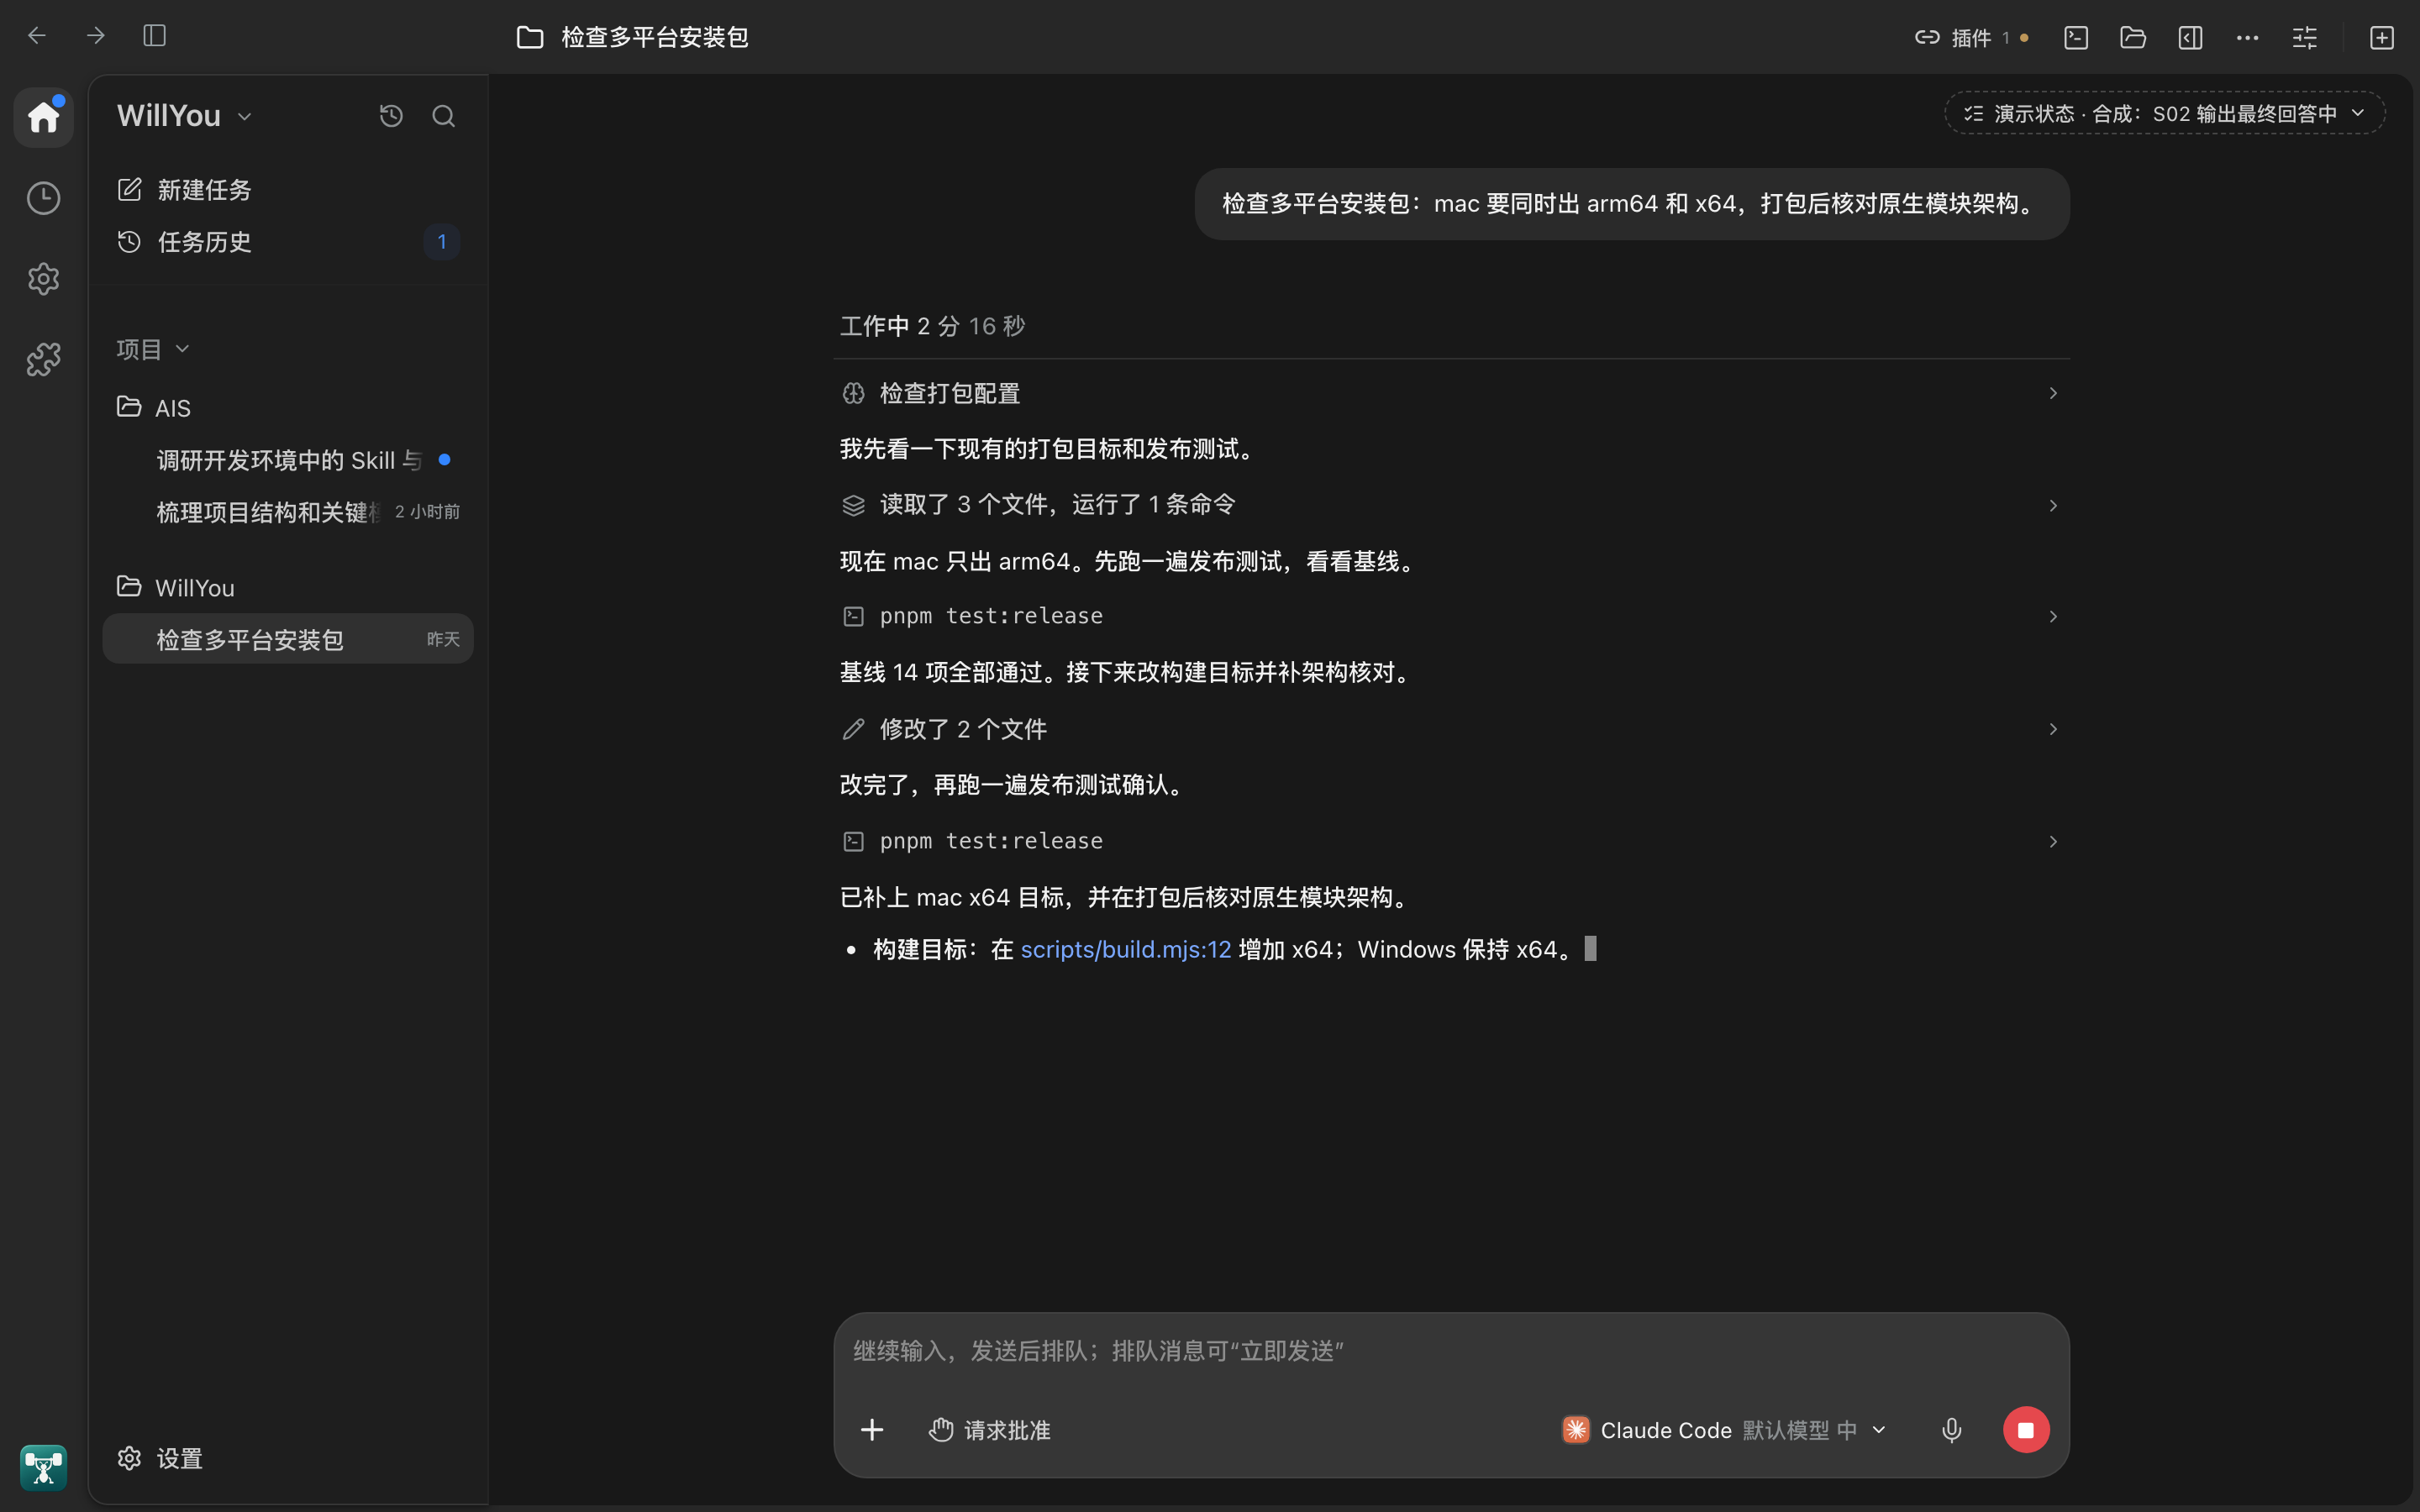 检查多平台安装包
插件 1
WillYou
演示状态 · 合成：S02 输出最终回答中
新建任务
任务历史 1
项目
AIS
调研开发环境中的 Skill 与
梳理项目结构和关键 2 小时前
WillYou
检查多平台安装包 昨天
设置
检查多平台安装包：mac 要同时出 arm64 和 x64，打包后核对原生模块架构。
工作中 2 分 16 秒
检查打包配置
我先看一下现有的打包目标和发布测试。
读取了 3 个文件，运行了 1 条命令
现在 mac 只出 arm64。先跑一遍发布测试，看看基线。
pnpm test:release
基线 14 项全部通过。接下来改构建目标并补架构核对。
修改了 2 个文件
改完了，再跑一遍发布测试确认。
pnpm test:release
已补上 mac x64 目标，并在打包后核对原生模块架构。
• 构建目标：在 scripts/build.mjs:12 增加 x64；Windows 保持 x64。
继续输入，发送后排队；排队消息可“立即发送”
请求批准
Claude Code 默认模型 中